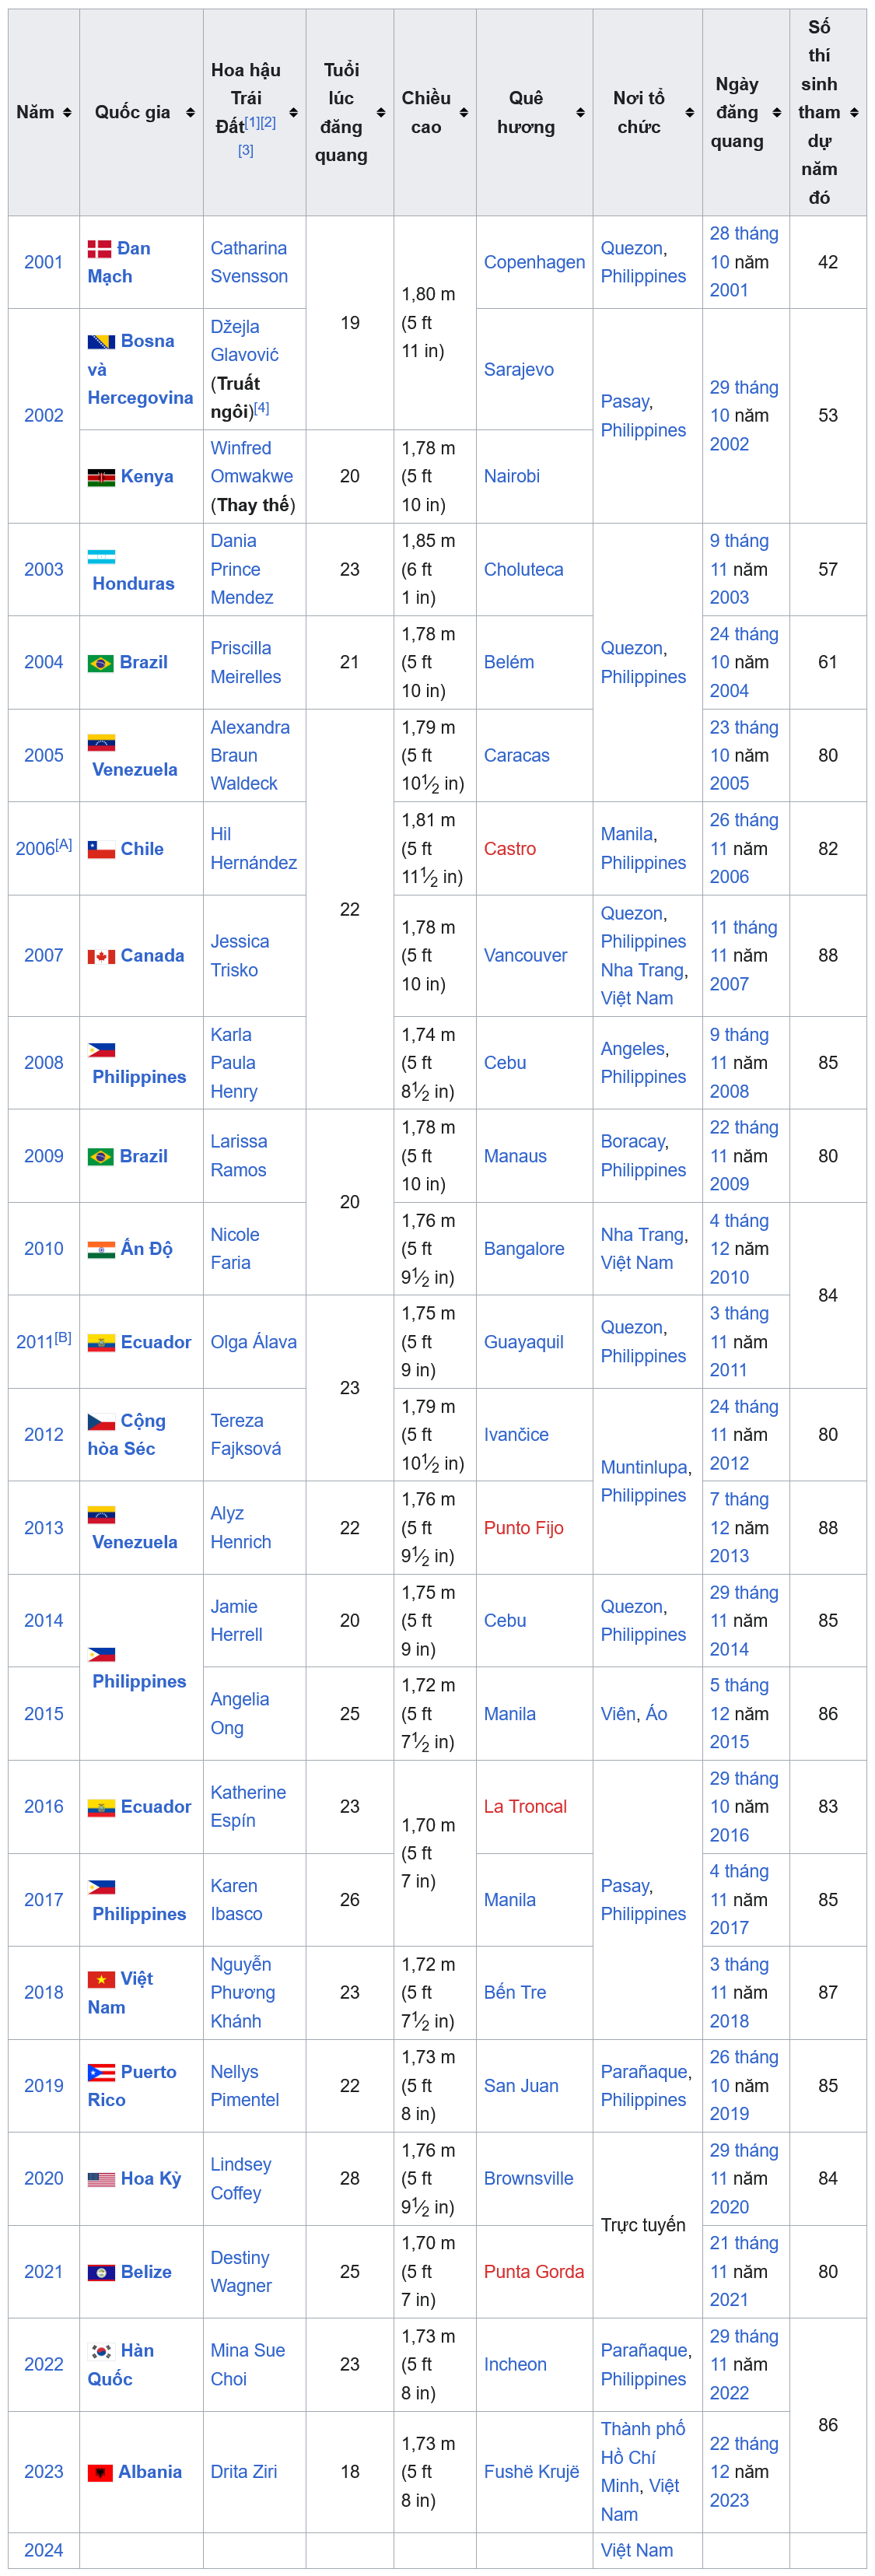 Năm
Quốc gia
Hoa hậu
Trái
Đất[1][2]
[3]
Tuổi
lúc
đăng
quang
Chiều
cao
Quê
hương
Nơi tổ
chức
Ngày
đăng
quang
Số
thí
sinh
tham
dự
năm
đó
2001
Đan
Mạch
Catharina
Svensson
19
1,80 m
(5 ft
11 in)
Copenhagen
Quezon,
Philippines
28 tháng
10 năm
2001
42
2002
Bosna
và
Hercegovina
Džejla
Glavović
(Truất
ngôi)[4]
Sarajevo
Pasay,
Philippines
29 tháng
10 năm
2002
53
Kenya
Winfred
Omwakwe
(Thay thế)
20
1,78 m
(5 ft
10 in)
Nairobi
2003
Honduras
Dania
Prince
Mendez
23
1,85 m
(6 ft
1 in)
Choluteca
Quezon,
Philippines
9 tháng
11 năm
2003
57
2004
Brazil
Priscilla
Meirelles
21
1,78 m
(5 ft
10 in)
Belém
24 tháng
10 năm
2004
61
2005
Venezuela
Alexandra
Braun
Waldeck
22
1,79 m
(5 ft
10½ in)
Caracas
23 tháng
10 năm
2005
80
2006[A]
Chile
Hil
Hernández
1,81 m
(5 ft
11½ in)
Castro
Manila,
Philippines
26 tháng
11 năm
2006
82
2007
Canada
Jessica
Trisko
1,78 m
(5 ft
10 in)
Vancouver
Quezon,
Philippines
Nha Trang,
Việt Nam
11 tháng
11 năm
2007
88
2008
Philippines
Karla
Paula
Henry
1,74 m
(5 ft
8½ in)
Cebu
Angeles,
Philippines
9 tháng
11 năm
2008
85
2009
Brazil
Larissa
Ramos
20
1,78 m
(5 ft
10 in)
Manaus
Boracay,
Philippines
22 tháng
11 năm
2009
80
2010
Ấn Độ
Nicole
Faria
1,76 m
(5 ft
9½ in)
Bangalore
Nha Trang,
Việt Nam
4 tháng
12 năm
2010
84
2011[B]
Ecuador
Olga Álava
23
1,75 m
(5 ft
9 in)
Guayaquil
Quezon,
Philippines
3 tháng
11 năm
2011
2012
Cộng
hòa Séc
Tereza
Fajksová
1,79 m
(5 ft
10½ in)
Ivančice
Muntinlupa,
Philippines
24 tháng
11 năm
2012
80
2013
Venezuela
Alyz
Henrich
22
1,76 m
(5 ft
9½ in)
Punto Fijo
7 tháng
12 năm
2013
88
2014
Philippines
Jamie
Herrell
20
1,75 m
(5 ft
9 in)
Cebu
Quezon,
Philippines
29 tháng
11 năm
2014
85
2015
Angelia
Ong
25
1,72 m
(5 ft
7½ in)
Manila
Viên, Áo
5 tháng
12 năm
2015
86
2016
Ecuador
Katherine
Espín
23
1,70 m
(5 ft
7 in)
La Troncal
Pasay,
Philippines
29 tháng
10 năm
2016
83
2017
Philippines
Karen
Ibasco
26
Manila
4 tháng
11 năm
2017
85
2018
Việt
Nam
Nguyễn
Phương
Khánh
23
1,72 m
(5 ft
7½ in)
Bến Tre
3 tháng
11 năm
2018
87
2019
Puerto
Rico
Nellys
Pimentel
22
1,73 m
(5 ft
8 in)
San Juan
Parañaque,
Philippines
26 tháng
10 năm
2019
85
2020
Hoa Kỳ
Lindsey
Coffey
28
1,76 m
(5 ft
9½ in)
Brownsville
Trực tuyến
29 tháng
11 năm
2020
84
2021
Belize
Destiny
Wagner
25
1,70 m
(5 ft
7 in)
Punta Gorda
21 tháng
11 năm
2021
80
2022
Hàn
Quốc
Mina Sue
Choi
23
1,73 m
(5 ft
8 in)
Incheon
Parañaque,
Philippines
29 tháng
11 năm
2022
86
2023
Albania
Drita Ziri
18
1,73 m
(5 ft
8 in)
Fushë Krujë
Thành phố
Hồ Chí
Minh, Việt
Nam
22 tháng
12 năm
2023
2024
Việt Nam